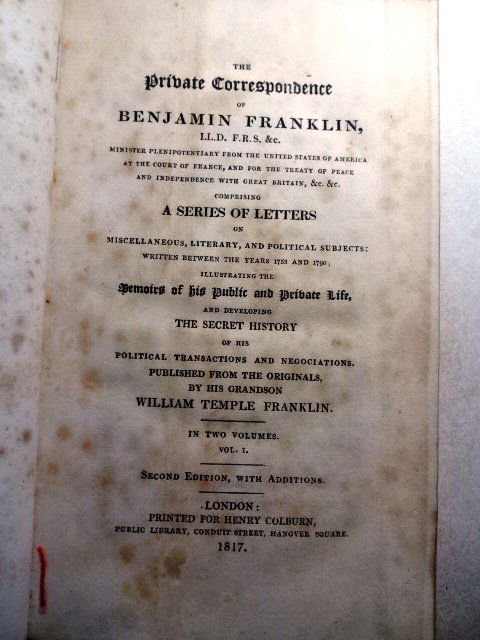 THE
Private Correspondence
OF
BENJAMIN FRANKLIN,
LL.D. F.R.S. &c.
MINISTER PLENIPOTENTIARY FROM THE UNITED STATES OF AMERICA
AT THE COURT OF FRANCE, AND FOR THE TREATY OF PEACE
AND INDEPENDENCE WITH GREAT BRITAIN, &c. &c.
COMPRISING
A SERIES OF LETTERS
ON
MISCELLANEOUS, LITERARY, AND POLITICAL SUBJECTS:
WRITTEN BETWEEN THE YEARS 1753 AND 1790;
ILLUSTRATING THE
Memoirs of his Public and Private Life,
AND DEVELOPING
THE SECRET HISTORY
OF HIS
POLITICAL TRANSACTIONS AND NEGOCIATIONS.
PUBLISHED FROM THE ORIGINALS,
BY HIS GRANDSON
WILLIAM TEMPLE FRANKLIN.
IN TWO VOLUMES.
VOL. I.
SECOND EDITION, WITH ADDITIONS.
LONDON:
PRINTED FOR HENRY COLBURN,
PUBLIC LIBRARY, CONDUIT STREET, HANOVER SQUARE.
1817.